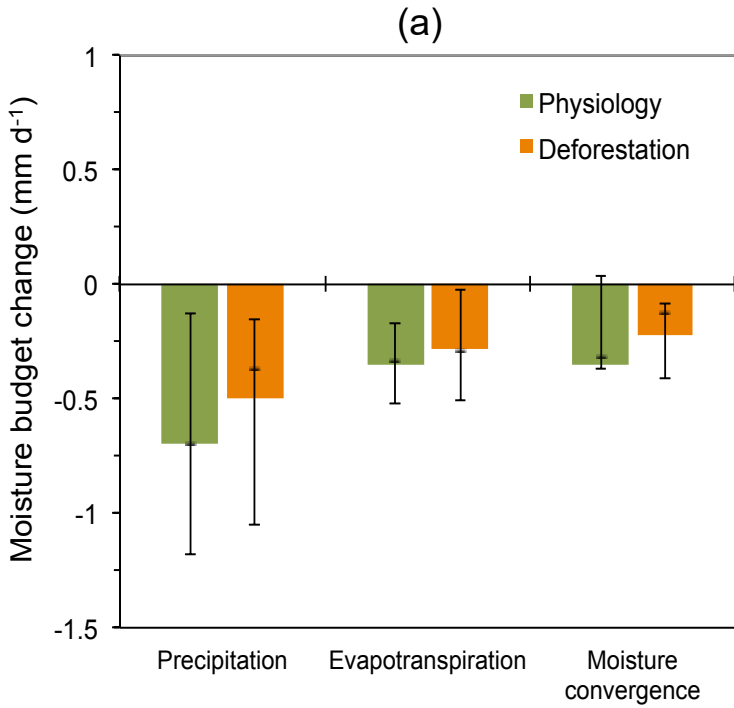 (a)
Moisture budget change (mm d-1)
1
0.5
0
-0.5
-1
-1.5
Physiology
Deforestation
Precipitation
Evapotranspiration
Moisture
convergence